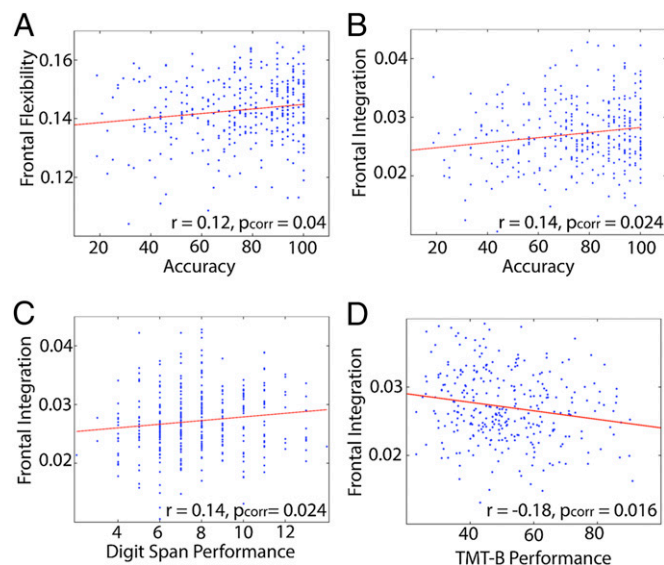 A
Frontal Flexibility
0.16
0.14
0.12
20 40 60 80 100
r = 0.12, pcorr = 0.04
Accuracy
B
Frontal Integration
0.04
0.03
0.02
20 40 60 80 100
r = 0.14, pcorr = 0.024
Accuracy
C
Frontal Integration
0.04
0.03
0.02
4 6 8 10 12
r = 0.14, pcorr = 0.024
Digit Span Performance
D
Frontal Integration
0.03
0.02
40 60 80
r = -0.18, pcorr = 0.016
TMT-B Performance